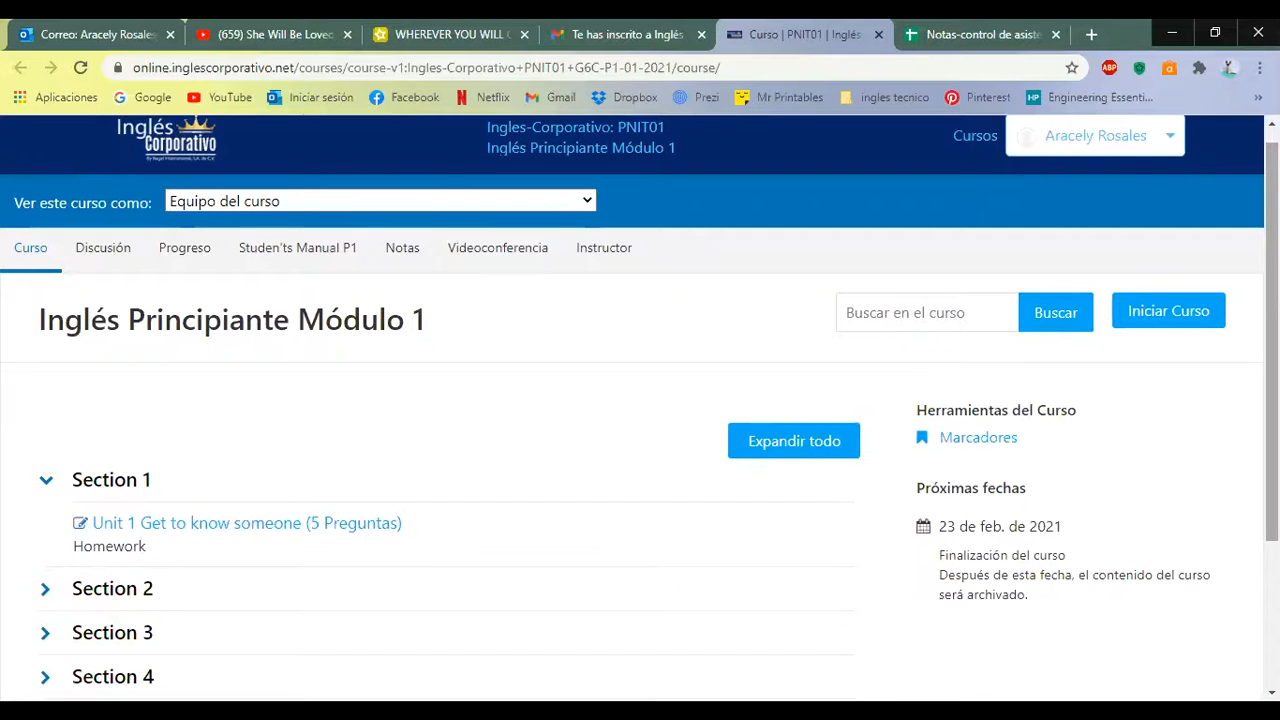 Correo: Aracely Rosales
(659) She Will Be Loved
WHEREVER YOU WILL G
Te has inscrito a Inglés
Curso | PNIT01 | Inglés
Notas-control de asiste
online.inglescorporativo.net/courses/course-v1:Ingles-Corporativo+PNIT01+G6C-P1-01-2021/course/
ABP
Aplicaciones
Google
YouTube
Iniciar sesión
Facebook
Netflix
Gmail
Dropbox
Prezi
Mr Printables
ingles tecnico
Pinterest
HP Engineering Essenti...
Inglés
Corporativo
Ingles-Corporativo: PNIT01
Inglés Principiante Módulo 1
Cursos
Aracely Rosales
Ver este curso como:
Equipo del curso
Curso
Discusión
Progreso
Studen'ts Manual P1
Notas
Videoconferencia
Instructor
Inglés Principiante Módulo 1
Buscar en el curso
Buscar
Iniciar Curso
Herramientas del Curso
Marcadores
Expandir todo
Section 1
Unit 1 Get to know someone (5 Preguntas)
Homework
Section 2
Section 3
Section 4
Próximas fechas
23 de feb. de 2021
Finalización del curso
Después de esta fecha, el contenido del curso
será archivado.